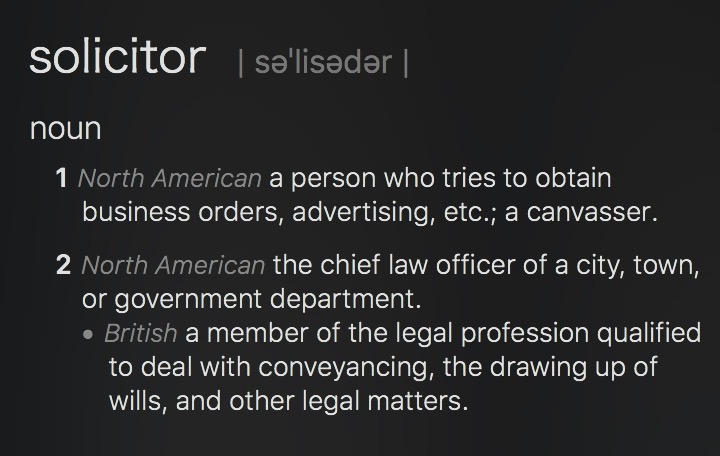 solicitor | səˈlisədər |
noun
1 North American a person who tries to obtain
business orders, advertising, etc.; a canvasser.
2 North American the chief law officer of a city, town,
or government department.
• British a member of the legal profession qualified
to deal with conveyancing, the drawing up of
wills, and other legal matters.